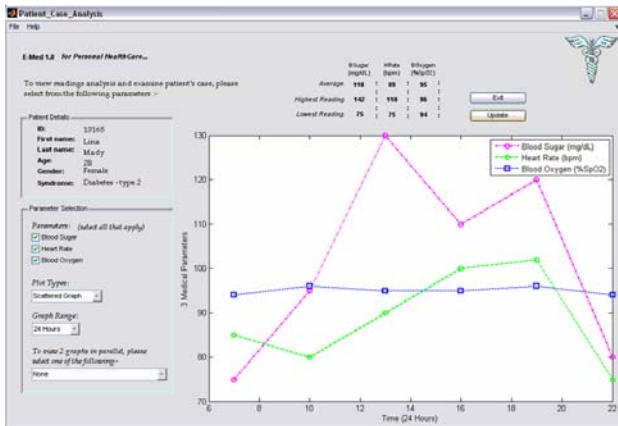 Patient_Case_Analysis
File Help
E-Med 1.0 for Personal HealthCare...
To view readings analysis and examine patient's case, please
select from the following parameters :-
BSugar HRate BOxygen
(mg/dL) (bpm) (%SpO2)
Average 118 89 95
Highest Reading 142 118 96
Lowest Reading 75 75 94
Exit
Update
Patient Details
ID: 13165
First name: Lina
Last name: Mady
Age: 28
Gender: Female
Syndrome: Diabetes -type 2
Parameter Selection
Parameters: (select all that apply)
Blood Sugar
Heart Rate
Blood Oxygen
Plot Types:
Scattered Graph
Graph Range:
24 Hours
To view 2 graphs in parallel, please
select one of the following:-
None
Blood Sugar (mg/dL)
Heart Rate (bpm)
Blood Oxygen (%SpO2)
130
120
110
100
90
80
70
3 Medical Parameters
6 8 10 12 14 16 18 20 22
Time (24 Hours)